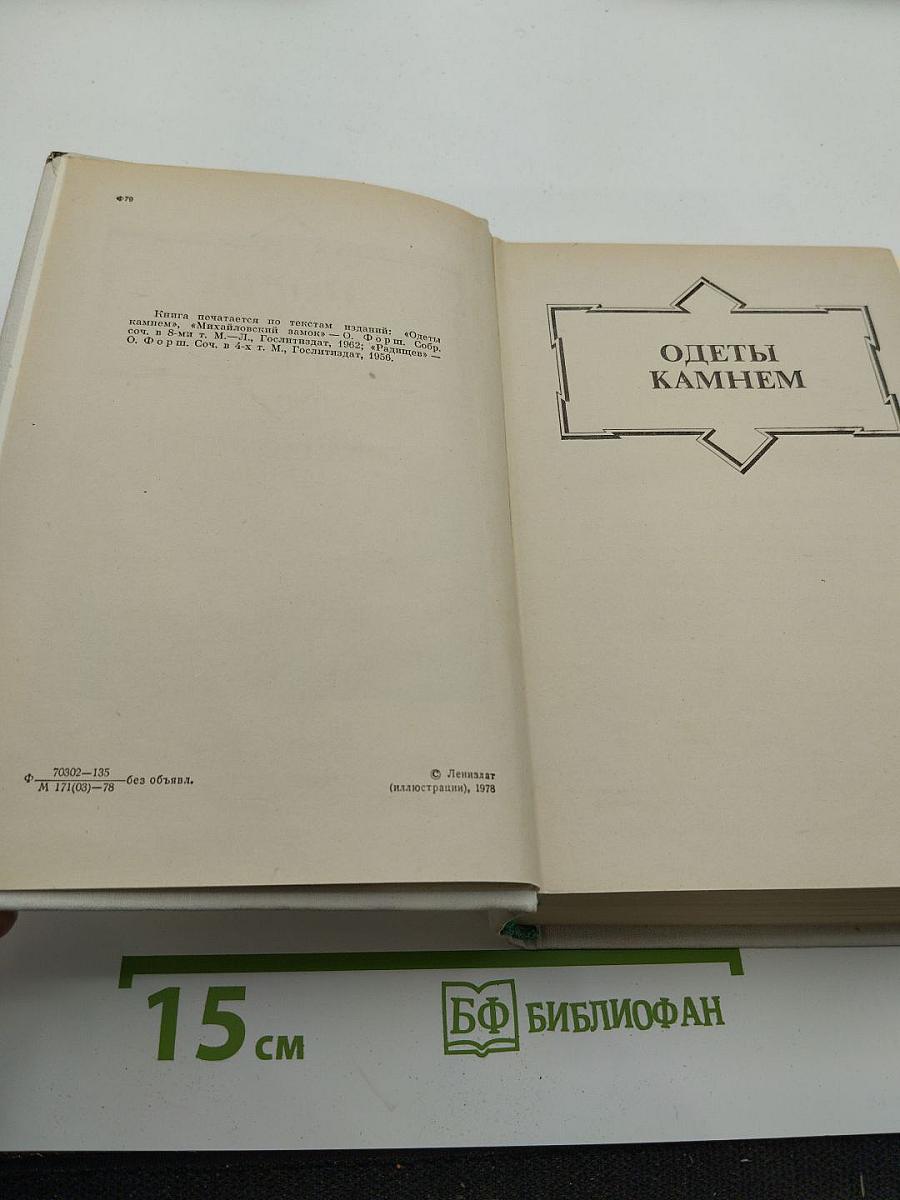 Ф79
Книга печатается по текстам изданий: «Одеты
камнем», «Михайловский замок» — О. Форш. Собр.
соч. в 8-ми т. М.—Л., Гослитиздат, 1962; «Радищев» —
О. Форш. Соч. в 4-х т. М., Гослитиздат, 1956.
Ф 70302—135
М 171(03)—78 без объявл.
© Лениздат
(иллюстрации), 1978
ОДЕТЫ
КАМНЕМ
15 см
БФ БИБЛИОФАН